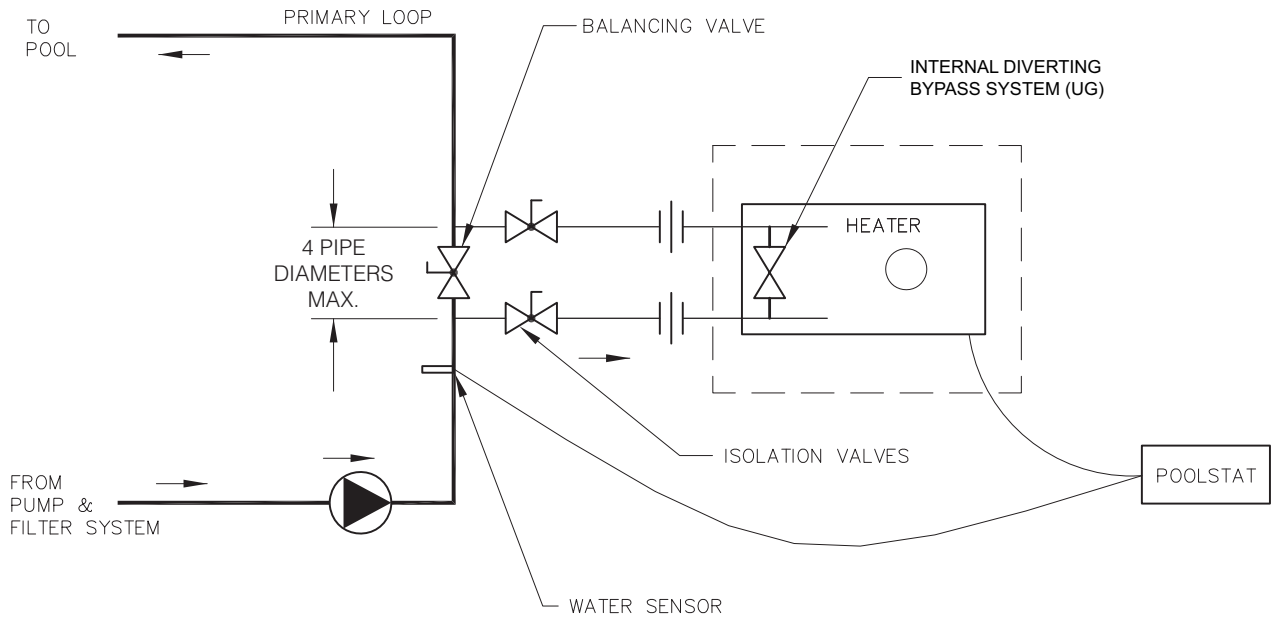 PRIMARY LOOP
TO
POOL
BALANCING VALVE
INTERNAL DIVERTING
BYPASS SYSTEM (UG)
HEATER
4 PIPE
DIAMETERS
MAX.
ISOLATION VALVES
POOLSTAT
FROM
PUMP &
FILTER SYSTEM
WATER SENSOR